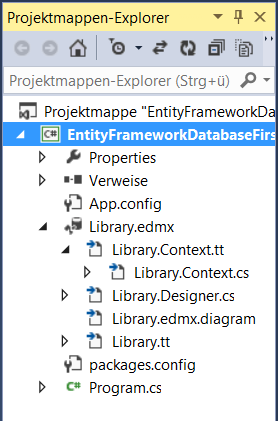 Projektmappen-Explorer
Projektmappen-Explorer (Strg+ü)
Projektmappe "EntityFrameworkDa
C# EntityFrameworkDatabaseFirs
Properties
Verweise
App.config
Library.edmx
Library.Context.tt
Library.Context.cs
Library.Designer.cs
Library.edmx.diagram
Library.tt
packages.config
C# Program.cs